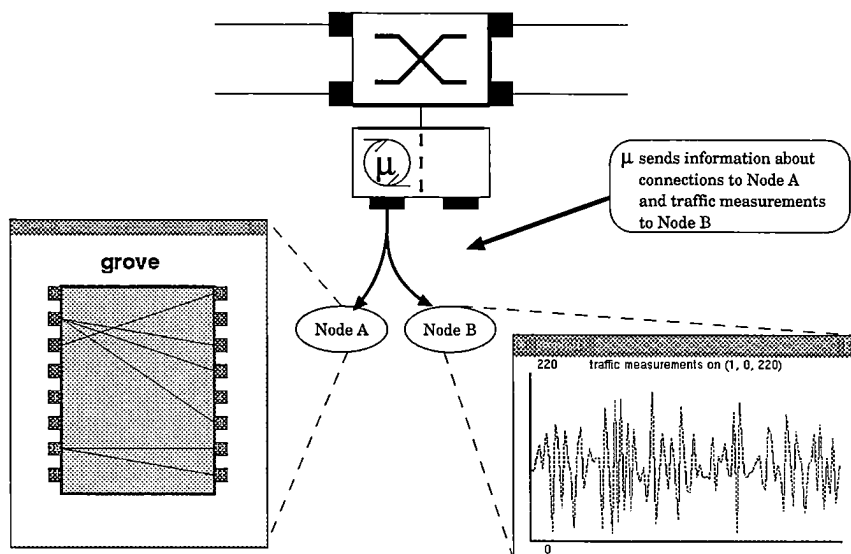 μ
μ sends information about
connections to Node A
and traffic measurements
to Node B
grove
Node A
Node B
220 traffic measurements on (1, 0, 220)
0